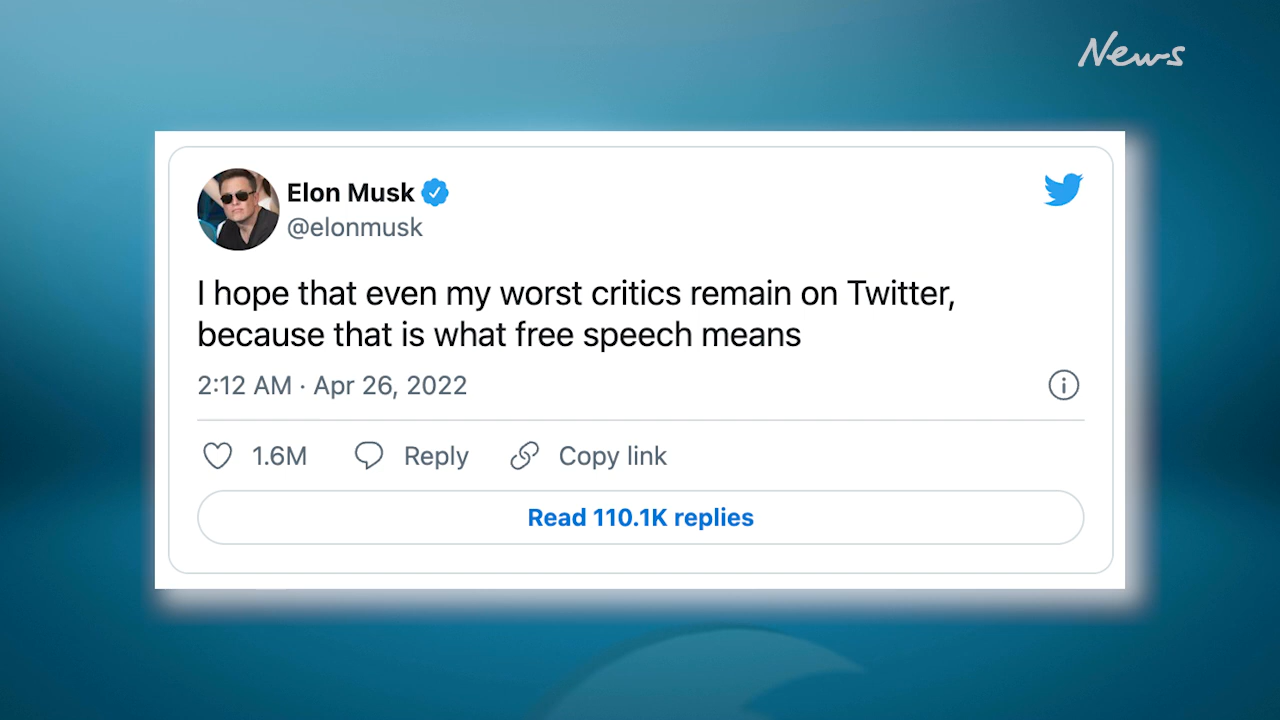 News
Elon Musk
@elonmusk
I hope that even my worst critics remain on Twitter,
because that is what free speech means
2:12 AM · Apr 26, 2022
1.6M Reply Copy link
Read 110.1K replies